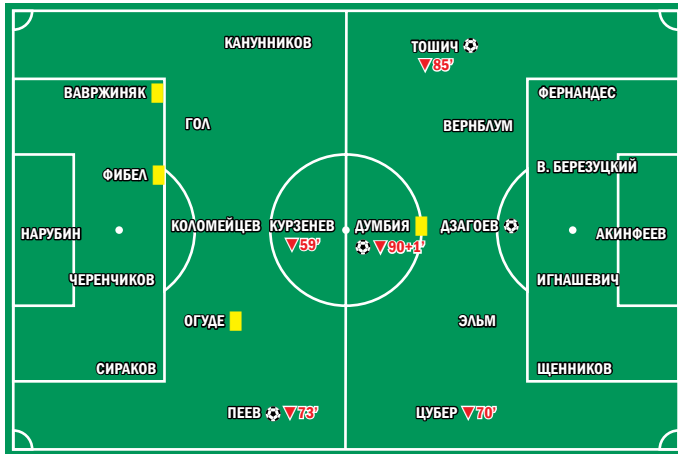 КАНУННИКОВ
ТОШИЧ
▼85’
ВАВРЖИНЯК
ФЕРНАНДЕС
ГОЛ
ВЕРНБЛУМ
ФИБЕЛ
В. БЕРЕЗУЦКИЙ
НАРУБИН
КОЛОМЕЙЦЕВ
КУРЗЕНЕВ
▼59’
ДУМБИЯ
▼90+1’
ДЗАГОЕВ
АКИНФЕЕВ
ЧЕРЕНЧИКОВ
ИГНАШЕВИЧ
ОГУДЕ
ЭЛЬМ
СИРАКОВ
ЩЕННИКОВ
ПЕЕВ ▼73’
ЦУБЕР ▼70’